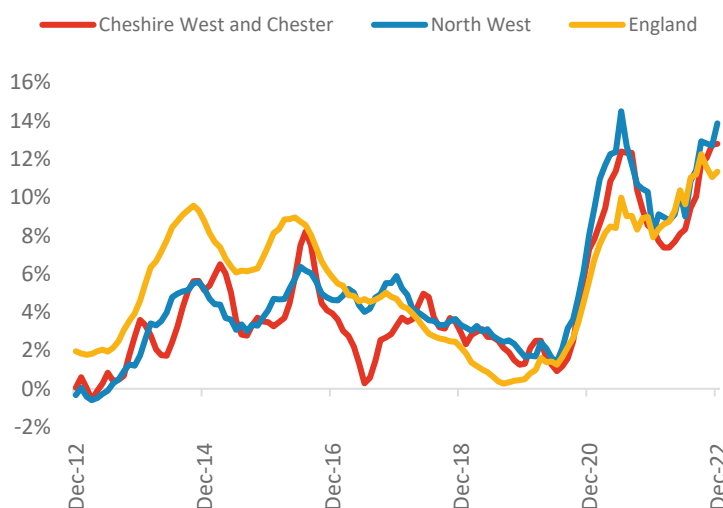 Cheshire West and Chester North West England
16%
14%
12%
10%
8%
6%
4%
2%
0%
-2%
Dec-12
Dec-14
Dec-16
Dec-18
Dec-20
Dec-22